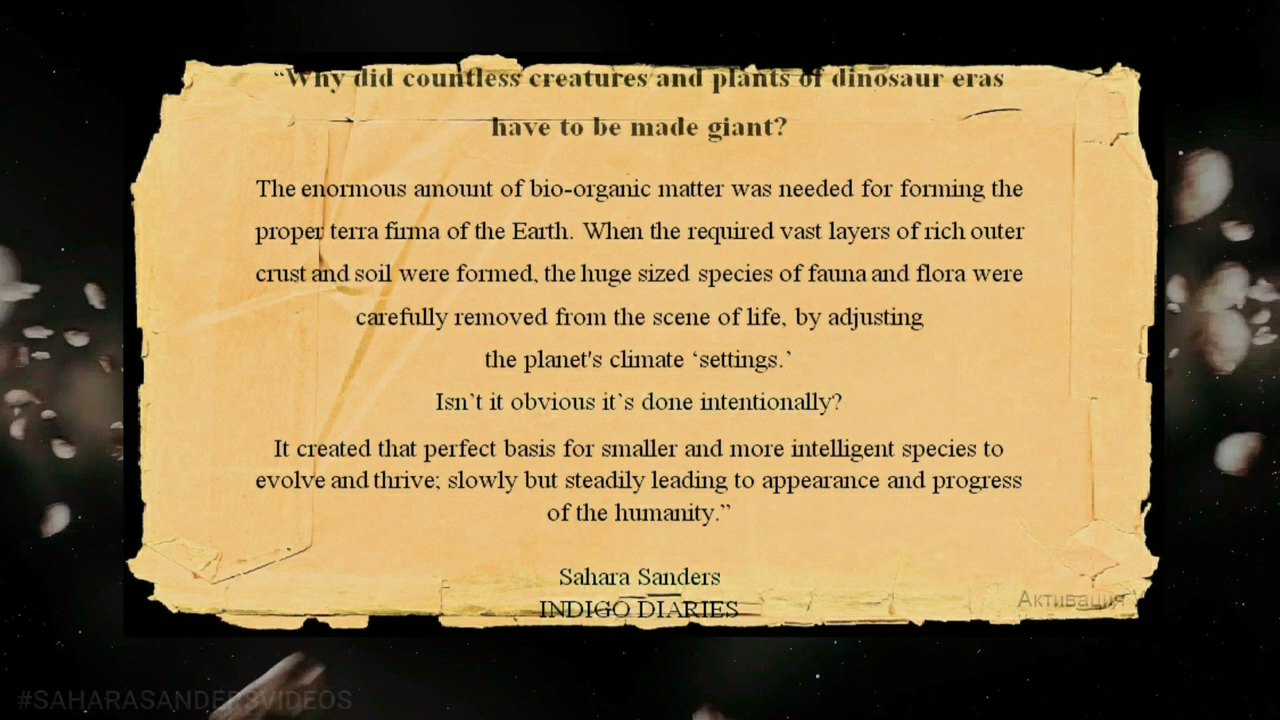 “Why did countless creatures and plants of dinosaur eras
have to be made giant?
The enormous amount of bio-organic matter was needed for forming the
proper terra firma of the Earth. When the required vast layers of rich outer
crust and soil were formed, the huge sized species of fauna and flora were
carefully removed from the scene of life, by adjusting
the planet's climate ‘settings.’
Isn’t it obvious it’s done intentionally?
It created that perfect basis for smaller and more intelligent species to
evolve and thrive; slowly but steadily leading to appearance and progress
of the humanity.”
Sahara Sanders
INDIGO DIARIES
Активация
#SAHARASANDERSVIDEOS